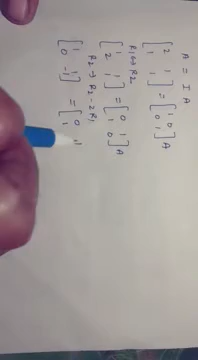 A = I A
[2 1
1 1] = [1 0
0 1] A
R₁ ↔ R₂
[1 1
2 1] = [0 1
1 0] A
R₂ → R₂ - 2R₁
[1 1
0 -1] = [0 1
1